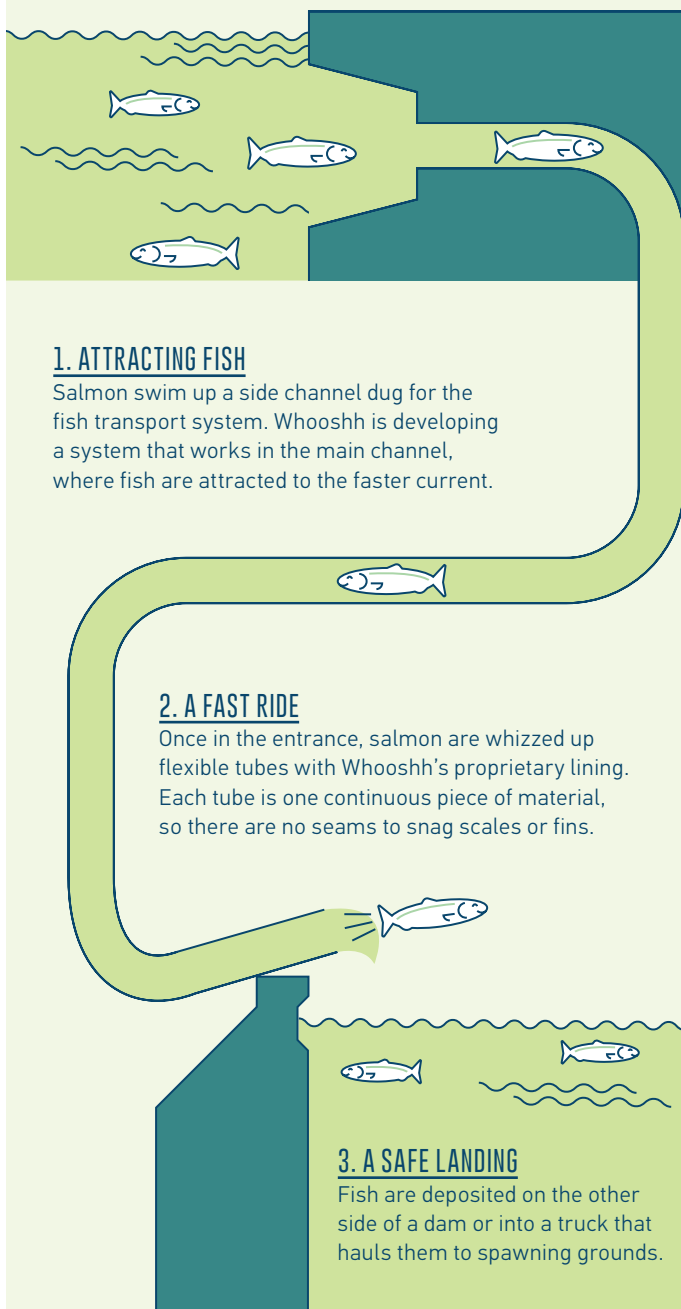 1. ATTRACTING FISH
Salmon swim up a side channel dug for the
fish transport system. Whooshh is developing
a system that works in the main channel,
where fish are attracted to the faster current.
2. A FAST RIDE
Once in the entrance, salmon are whizzed up
flexible tubes with Whooshh’s proprietary lining.
Each tube is one continuous piece of material,
so there are no seams to snag scales or fins.
3. A SAFE LANDING
Fish are deposited on the other
side of a dam or into a truck that
hauls them to spawning grounds.